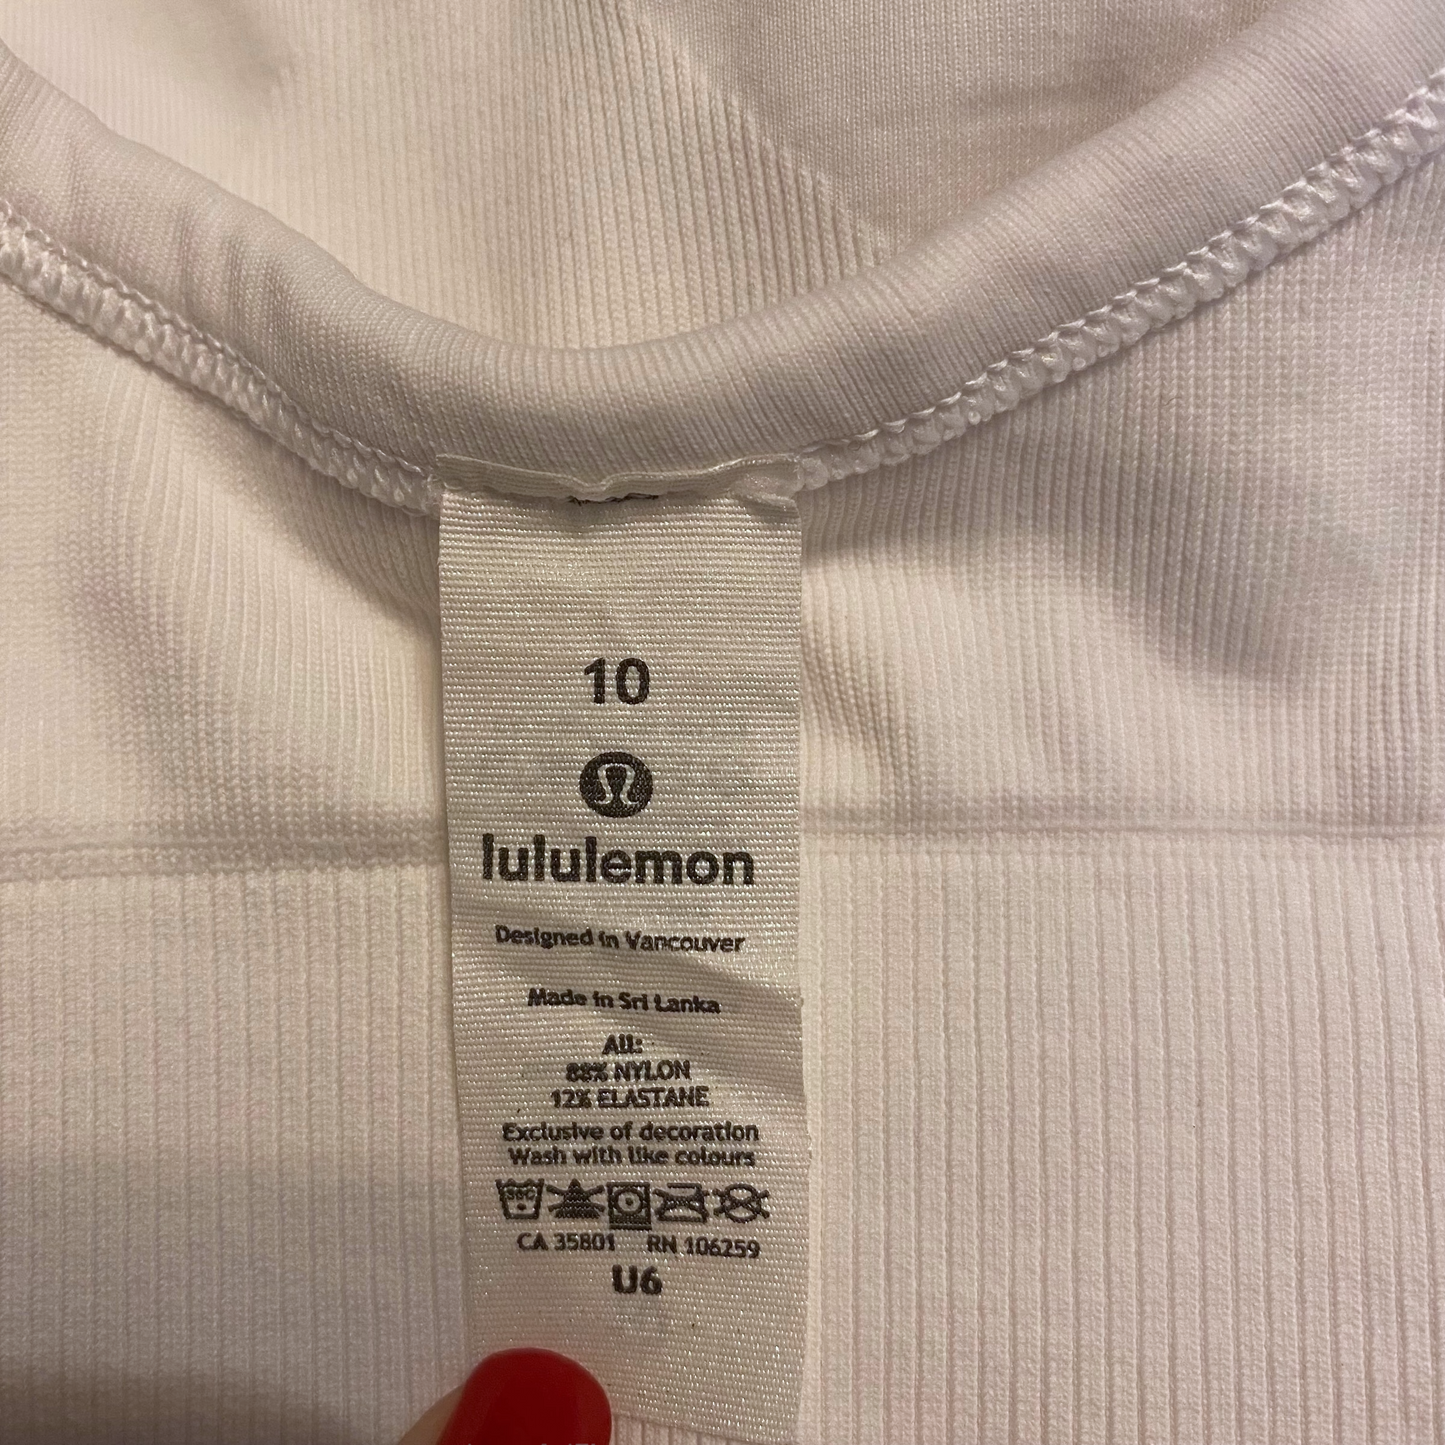 10
lululemon
Designed in Vancouver
Made in Sri Lanka
All:
88% NYLON
12% ELASTANE
Exclusive of decoration
Wash with like colours
CA 35801 RN 106259
U6